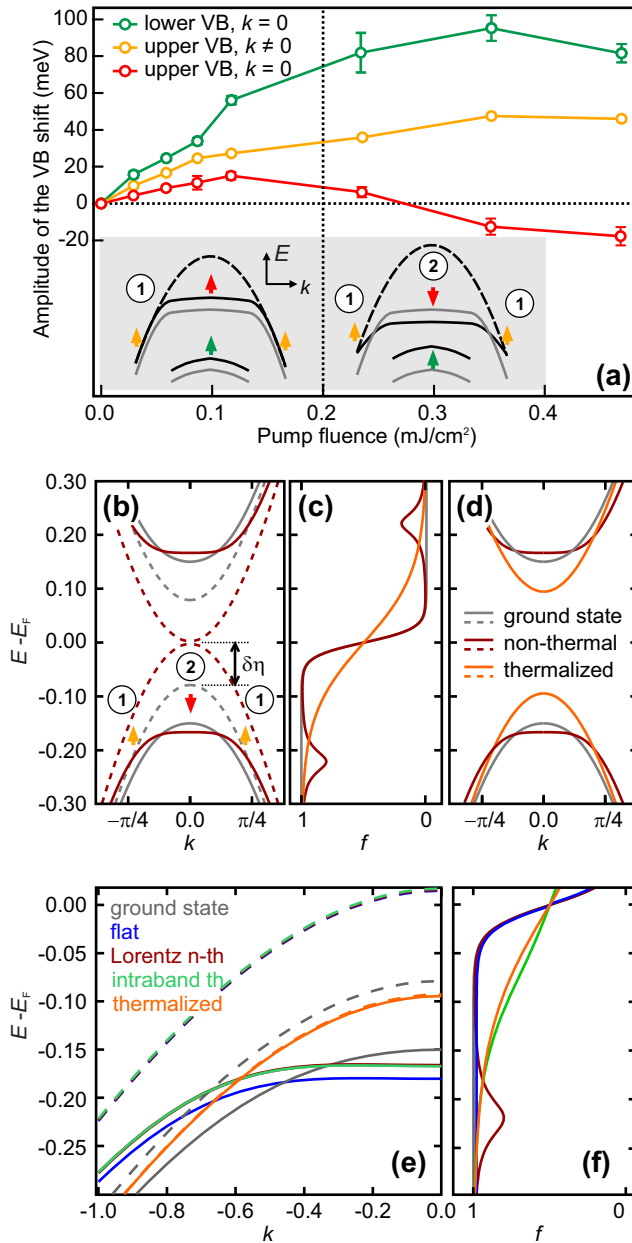 100
80
60
40
20
0
-20
Amplitude of the VB shift (meV)
lower VB, k = 0
upper VB, k ≠ 0
upper VB, k = 0
E
k
1
2
1
1
(a)
0.0 0.1 0.2 0.3 0.4
Pump fluence (mJ/cm²)
0.30
0.20
0.10
0.00
-0.10
-0.20
-0.30
E - E_F
(b) (c) (d)
δη
2
1 1
ground state
non-thermal
thermalized
−π/4 0.0 π/4
k
1 0
f
−π/4 0.0 π/4
k
0.00
-0.05
-0.10
-0.15
-0.20
-0.25
E - E_F
ground state
flat
Lorentz n-th
intraband th
thermalized
(e) (f)
-1.0 -0.8 -0.6 -0.4 -0.2 0.0
k
1 0
f